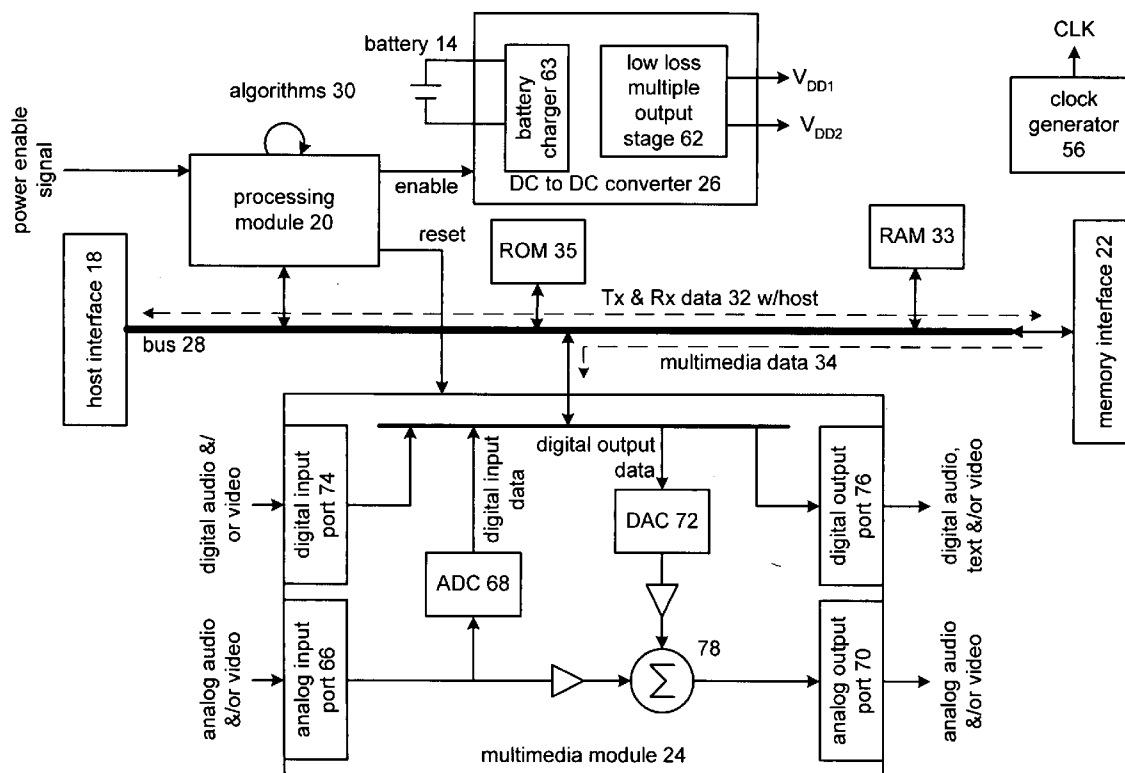 battery 14
algorithms 30
power enable
signal
processing
module 20
enable
reset
battery
charger 63
low loss
multiple
output
stage 62
DC to DC converter 26
V_DD1
V_DD2
CLK
clock
generator
56
host interface 18
ROM 35
RAM 33
memory interface 22
Tx & Rx data 32 w/host
bus 28
multimedia data 34
digital audio &/
or video
digital input
port 74
digital input
data
digital output
data
DAC 72
digital output
port 76
digital audio,
text &/or video
ADC 68
analog audio
&/or video
analog input
port 66
78
Σ
analog output
port 70
analog audio
&/or video
multimedia module 24